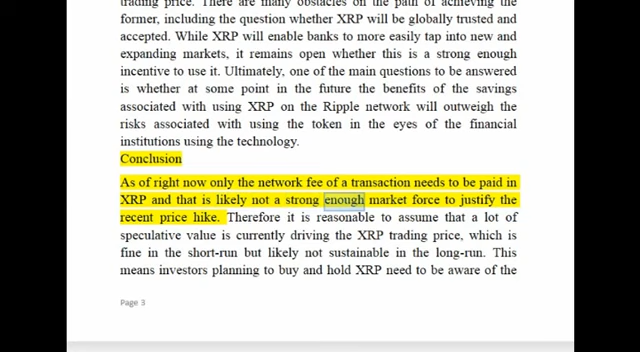 trading price. There are many obstacles on the path of achieving the
former, including the question whether XRP will be globally trusted and
accepted. While XRP will enable banks to more easily tap into new and
expanding markets, it remains open whether this is a strong enough
incentive to use it. Ultimately, one of the main questions to be answered
is whether at some point in the future the benefits of the savings
associated with using XRP on the Ripple network will outweigh the
risks associated with using the token in the eyes of the financial
institutions using the technology.
Conclusion
As of right now only the network fee of a transaction needs to be paid in
XRP and that is likely not a strong enough market force to justify the
recent price hike. Therefore it is reasonable to assume that a lot of
speculative value is currently driving the XRP trading price, which is
fine in the short-run but likely not sustainable in the long-run. This
means investors planning to buy and hold XRP need to be aware of the
Page 3